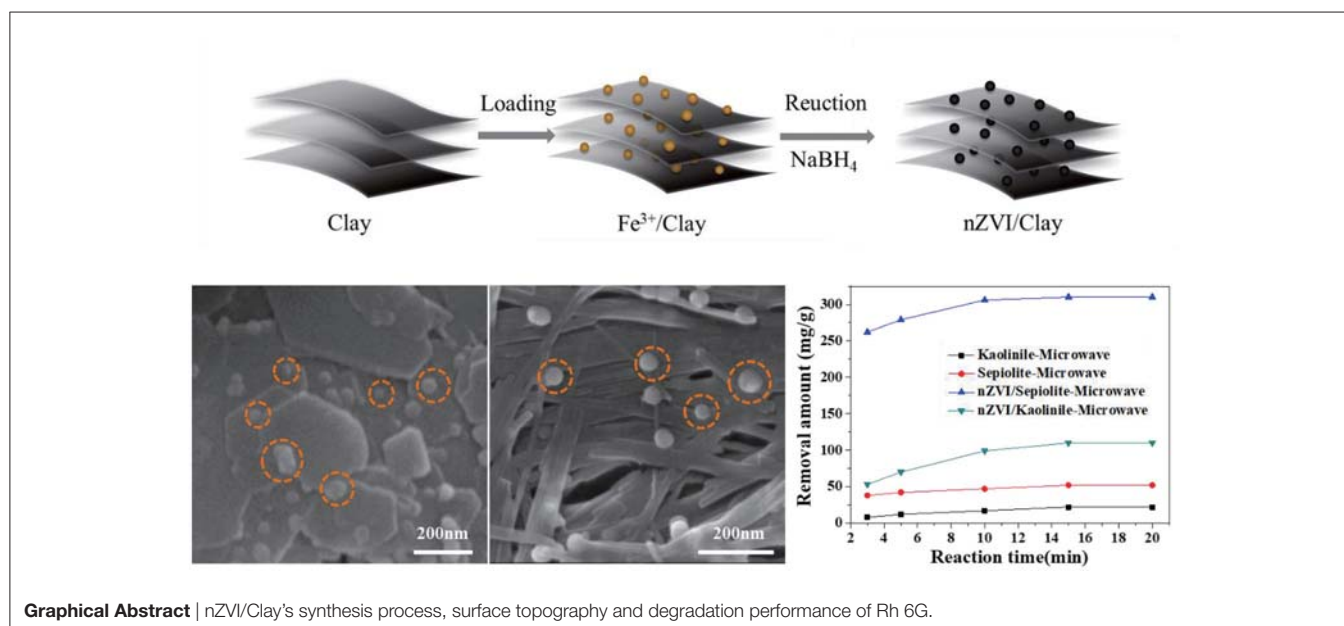 Loading
Reuction
NaBH₄
Clay
Fe³⁺/Clay
nZVI/Clay
200nm
200nm
Removal amount (mg/g)
300
250
200
150
100
50
0
Kaolinile-Microwave
Sepiolite-Microwave
nZVI/Sepiolite-Microwave
nZVI/Kaolinile-Microwave
2 4 6 8 10 12 14 16 18 20
Reaction time(min)
Graphical Abstract | nZVI/Clay's synthesis process, surface topography and degradation performance of Rh 6G.